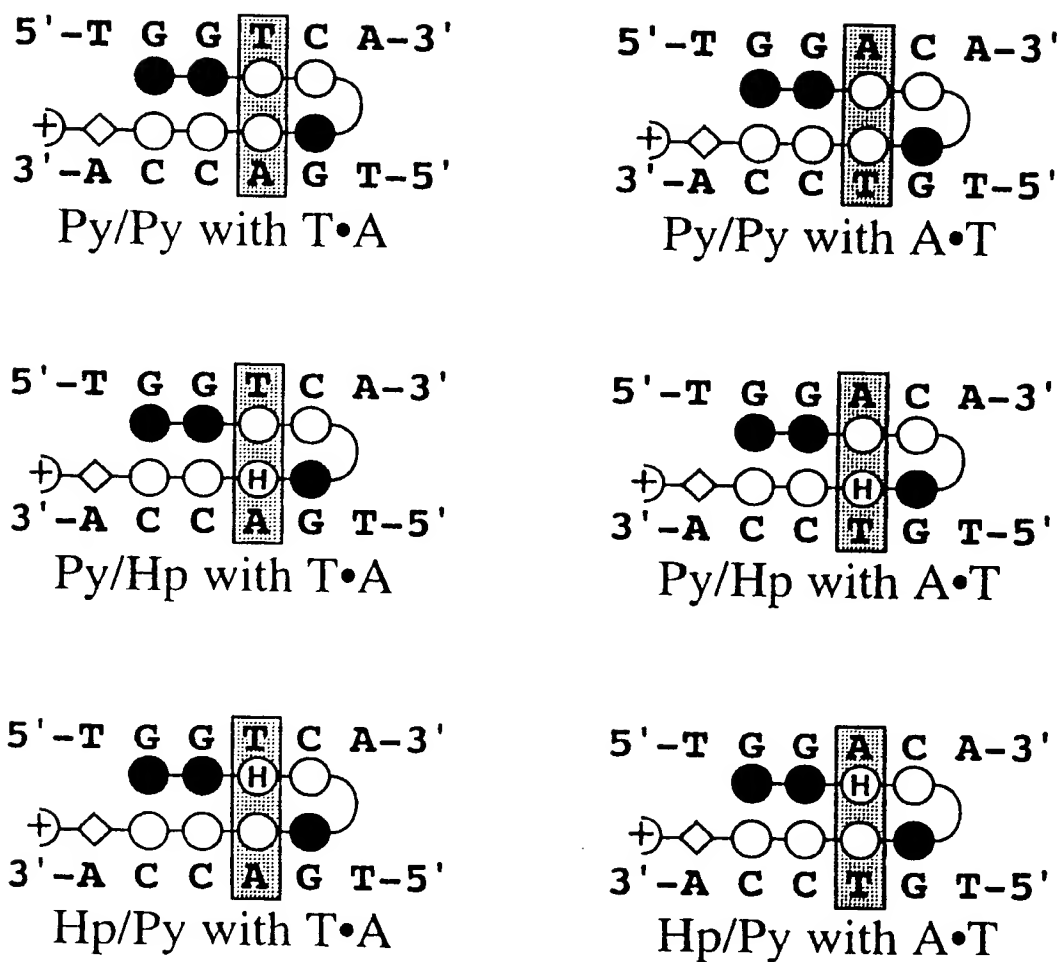 5'-T G G T C A-3'
+
3'-A C C A G T-5'
Py/Py with T•A
5'-T G G A C A-3'
+
3'-A C C T G T-5'
Py/Py with A•T
5'-T G G T C A-3'
+ H
3'-A C C A G T-5'
Py/Hp with T•A
5'-T G G A C A-3'
+ H
3'-A C C T G T-5'
Py/Hp with A•T
5'-T G G T C A-3'
H
+
3'-A C C A G T-5'
Hp/Py with T•A
5'-T G G A C A-3'
H
+
3'-A C C T G T-5'
Hp/Py with A•T